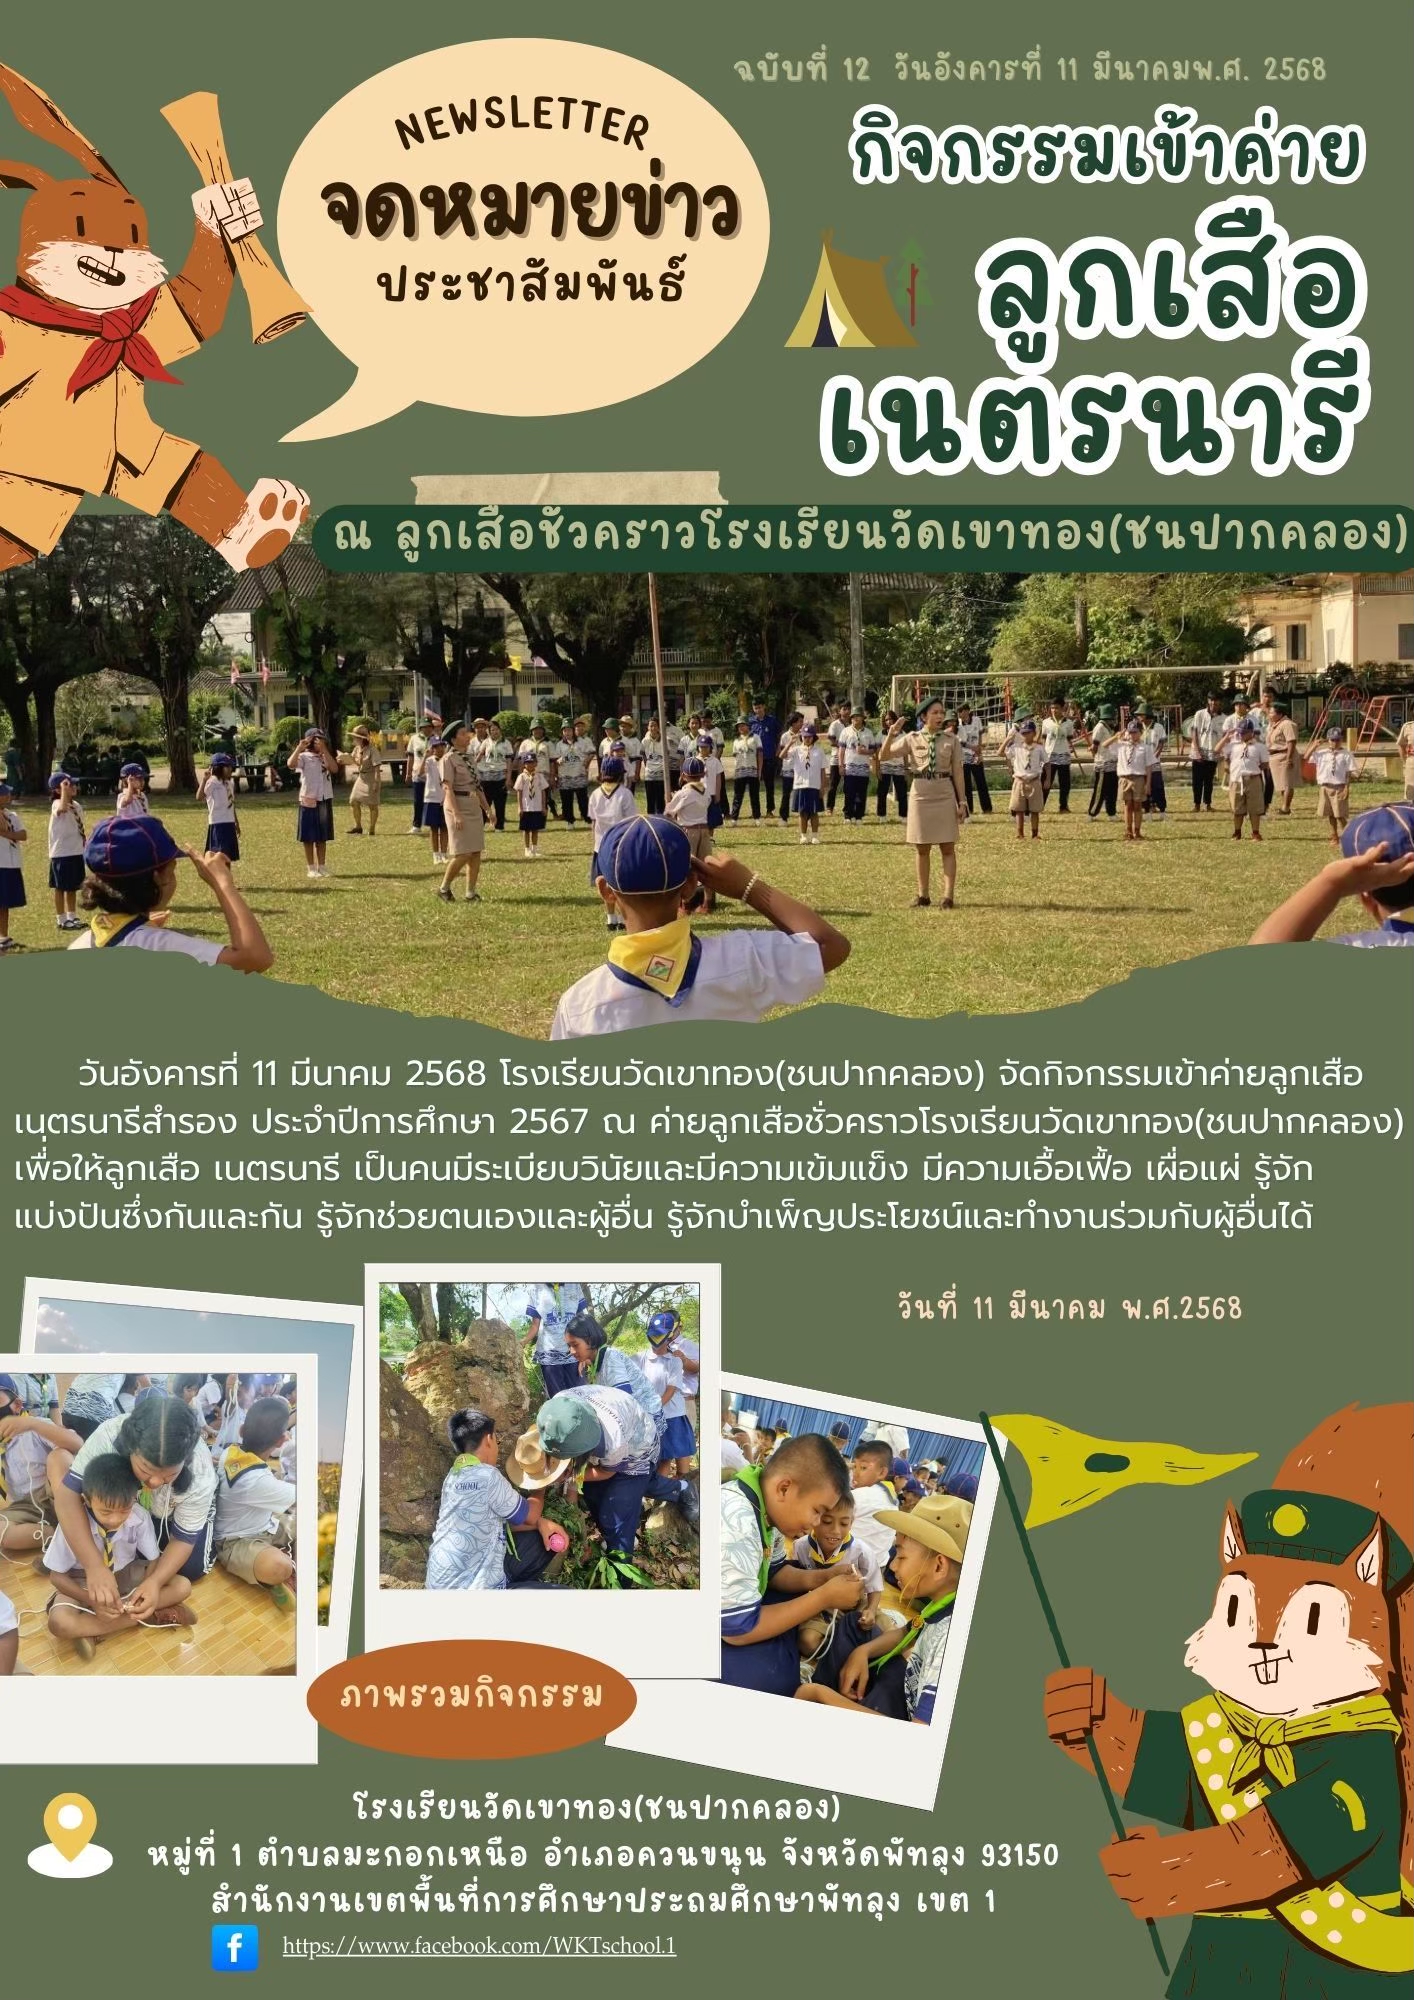 ฉบับที่ 12 วันอังคารที่ 11 มีนาคมพ.ศ. 2568
NEWSLETTER
จดหมายข่าว
ประชาสัมพันธ์
กิจกรรมเข้าค่าย
ลูกเสือ
เนตรนารี
ณ ลูกเสือชั่วคราวโรงเรียนวัดเขาทอง(ชนปากคลอง)
วันอังคารที่ 11 มีนาคม 2568 โรงเรียนวัดเขาทอง(ชนปากคลอง) จัดกิจกรรมเข้าค่ายลูกเสือ
เนตรนารีสำรอง ประจำปีการศึกษา 2567 ณ ค่ายลูกเสือชั่วคราวโรงเรียนวัดเขาทอง(ชนปากคลอง)
เพื่อให้ลูกเสือ เนตรนารี เป็นคนมีระเบียบวินัยและมีความเข้มแข็ง มีความเอื้อเฟื้อ เผื่อแผ่ รู้จัก
แบ่งปันซึ่งกันและกัน รู้จักช่วยตนเองและผู้อื่น รู้จักบำเพ็ญประโยชน์และทำงานร่วมกับผู้อื่นได้
วันที่ 11 มีนาคม พ.ศ.2568
SCHOOL
ภาพรวมกิจกรรม
โรงเรียนวัดเขาทอง(ชนปากคลอง)
หมู่ที่ 1 ตำบลมะกอกเหนือ อำเภอควนขนุน จังหวัดพัทลุง 93150
สำนักงานเขตพื้นที่การศึกษาประถมศึกษาพัทลุง เขต 1
f https://www.facebook.com/WKTschool.1